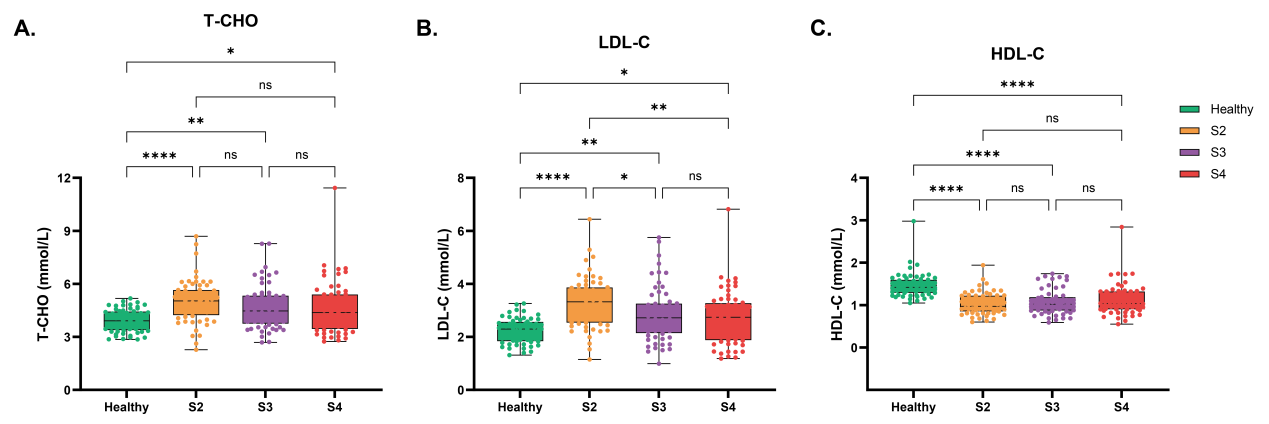 A.
T-CHO
*
ns
**
****
ns
ns
T-CHO (mmol/L)
12
9
6
3
0
Healthy
S2
S3
S4
B.
LDL-C
*
**
**
****
*
ns
LDL-C (mmol/L)
8
6
4
2
0
Healthy
S2
S3
S4
C.
HDL-C
****
ns
****
****
ns
ns
HDL-C (mmol/L)
4
3
2
1
0
Healthy
S2
S3
S4
Healthy
S2
S3
S4